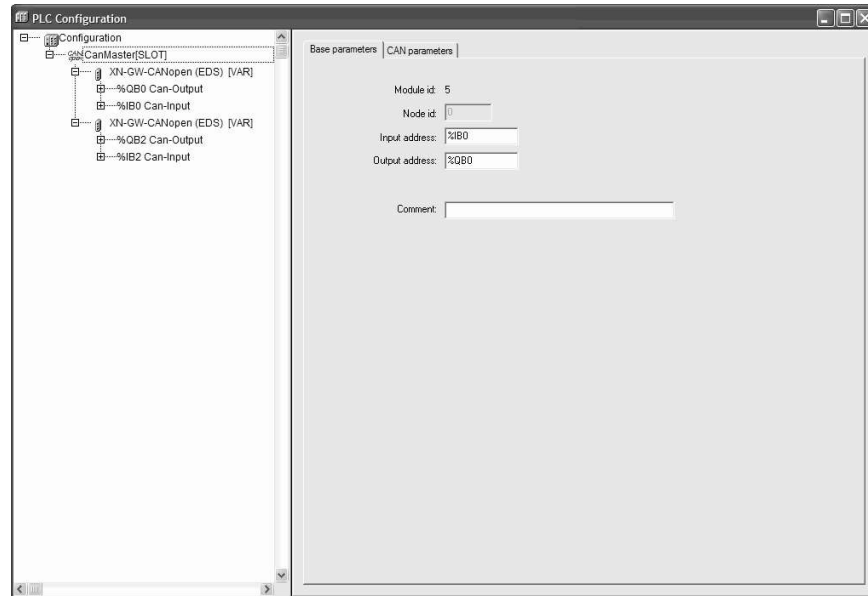 PLC Configuration
Configuration
CanMaster[SLOT]
XN-GW-CANopen (EDS) [VAR]
%QB0 Can-Output
%IB0 Can-Input
XN-GW-CANopen (EDS) [VAR]
%QB2 Can-Output
%IB2 Can-Input
Base parameters
CAN parameters
Module id: 5
Node id: 0
Input address: %IB0
Output address: %QB0
Comment: